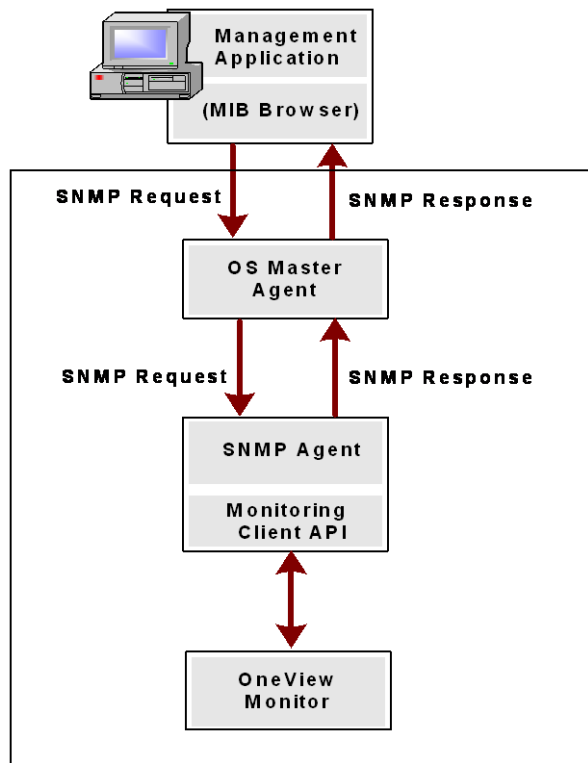 Management
Application
(MIB Browser)
SNMP Request
SNMP Response
OS Master
Agent
SNMP Request
SNMP Response
SNMP Agent
Monitoring
Client API
OneView
Monitor